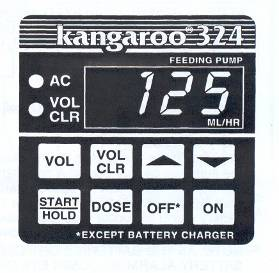 kangaroo® 324
FEEDING PUMP
AC
VOL
CLR
125
ML/HR
VOL
VOL
CLR
START
HOLD
DOSE
OFF*
ON
*EXCEPT BATTERY CHARGER